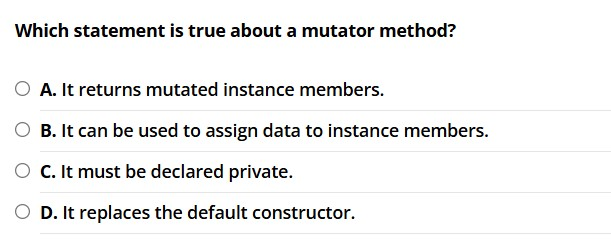 Which statement is true about a mutator method?
A. It returns mutated instance members.
B. It can be used to assign data to instance members.
C. It must be declared private.
D. It replaces the default constructor.